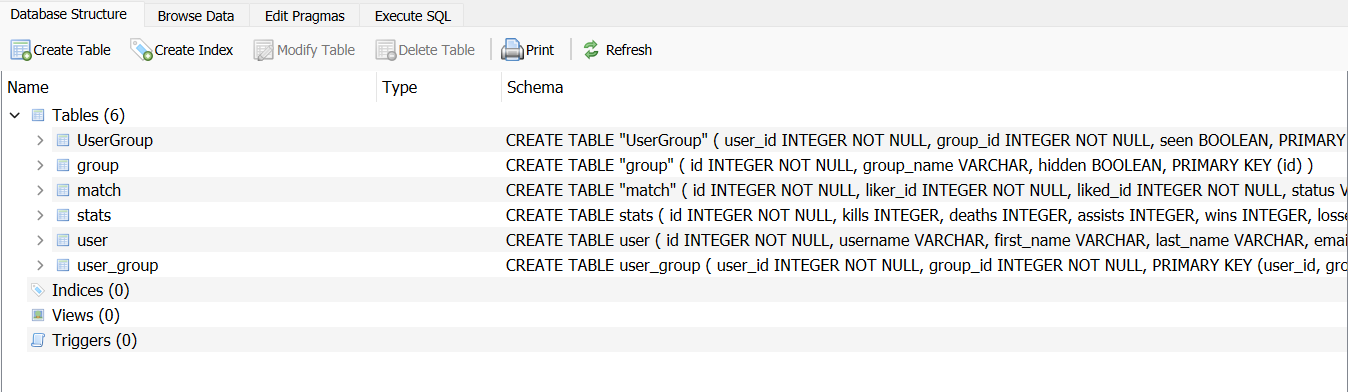 Database Structure Browse Data Edit Pragmas Execute SQL
Create Table Create Index Modify Table Delete Table Print Refresh
Name Type Schema
Tables (6)
UserGroup CREATE TABLE "UserGroup" ( user_id INTEGER NOT NULL, group_id INTEGER NOT NULL, seen BOOLEAN, PRIMARY
group CREATE TABLE "group" ( id INTEGER NOT NULL, group_name VARCHAR, hidden BOOLEAN, PRIMARY KEY (id) )
match CREATE TABLE "match" ( id INTEGER NOT NULL, liker_id INTEGER NOT NULL, liked_id INTEGER NOT NULL, status V
stats CREATE TABLE stats ( id INTEGER NOT NULL, kills INTEGER, deaths INTEGER, assists INTEGER, wins INTEGER, losse
user CREATE TABLE user ( id INTEGER NOT NULL, username VARCHAR, first_name VARCHAR, last_name VARCHAR, emai
user_group CREATE TABLE user_group ( user_id INTEGER NOT NULL, group_id INTEGER NOT NULL, PRIMARY KEY (user_id, gro
Indices (0)
Views (0)
Triggers (0)